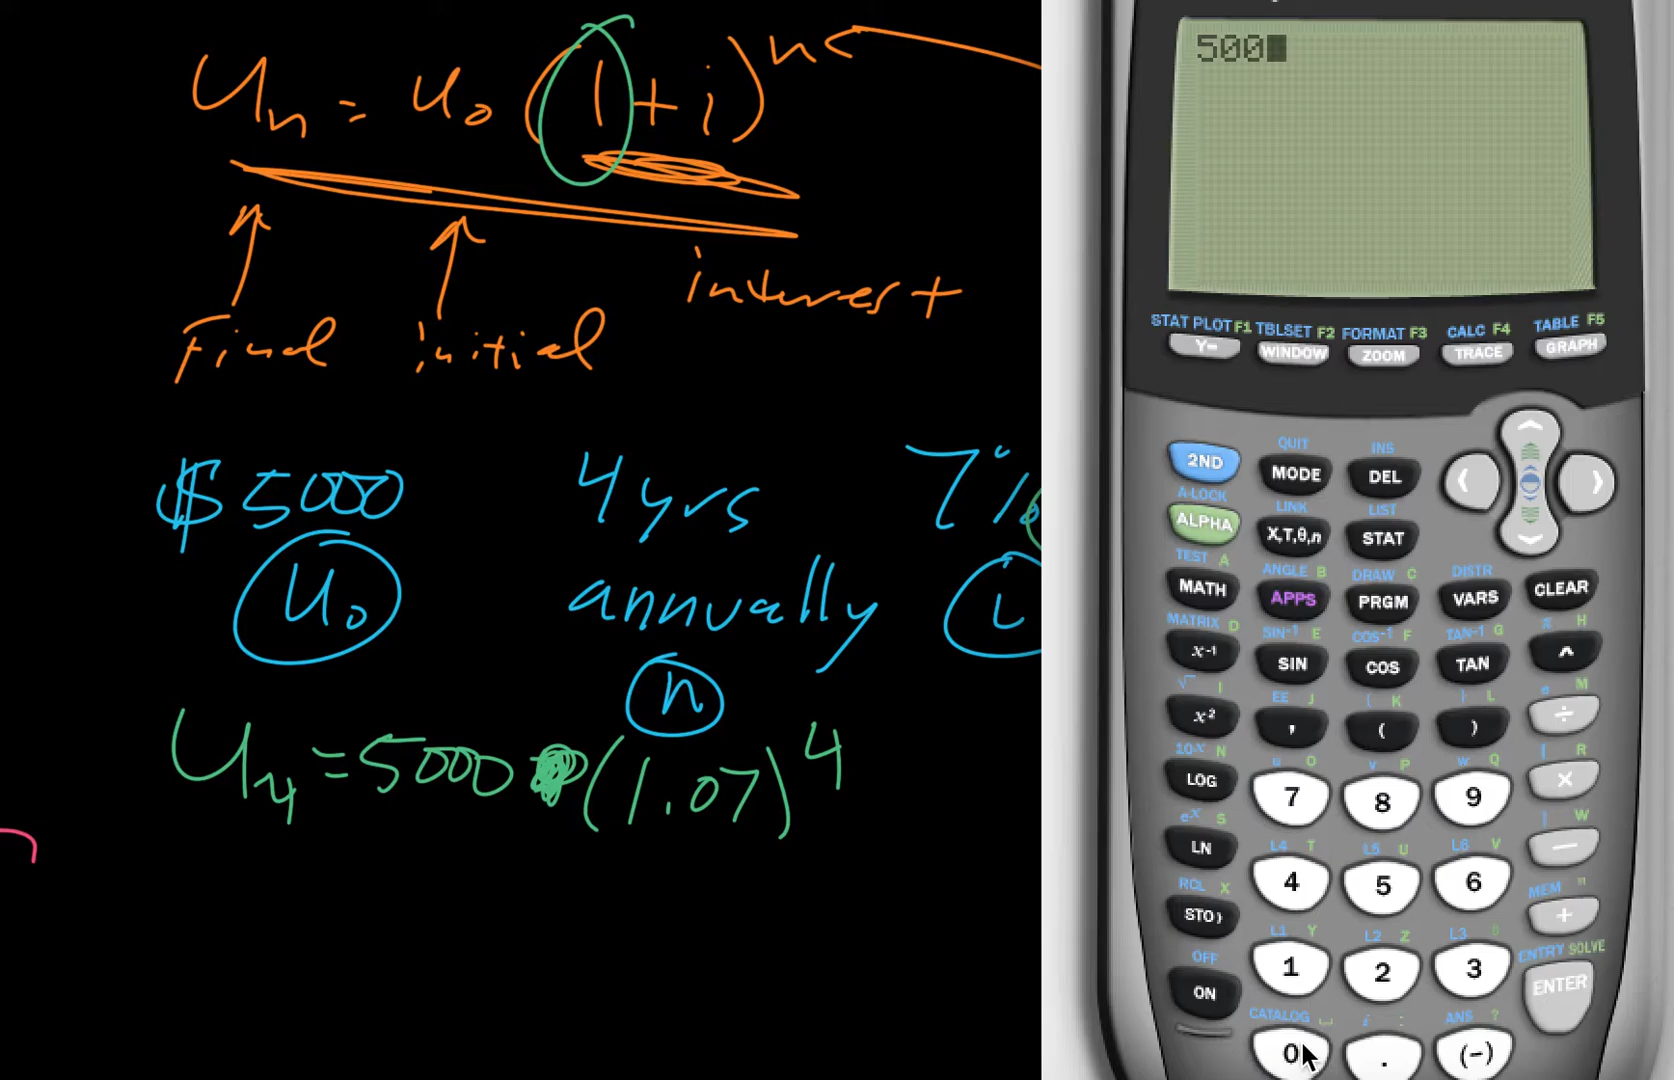 Un = u0 (1 + i)^n
Final Initial interest
$5000 4yrs 7%
u0 annually i
n
U4 = 5000 (1.07)^4
500
STAT PLOT F1 TBLSET F2 FORMAT F3 CALC F4 TABLE F5
Y= WINDOW ZOOM TRACE GRAPH
QUIT INS
2ND MODE DEL
A-LOCK LINK LIST
ALPHA X,T,θ,n STAT
TEST A ANGLE B DRAW C DISTR
MATH APPS PRGM VARS CLEAR
MATRIX D SIN⁻¹ E COS⁻¹ F TAN⁻¹ G π H
x⁻¹ SIN COS TAN ^
√ I EE J { K } L e M
x² , ( ) ÷
10ˣ N u O v P w Q [ R
LOG 7 8 9 ×
eˣ S L4 T L5 U L6 V ] W
LN 4 5 6 —
RCL X L1 Y L2 Z L3 θ MEM "
STO⟩ 1 2 3 +
OFF ENTRY SOLVE
ON ENTER
CATALOG ⎵ i : ANS ?
0 . (-)